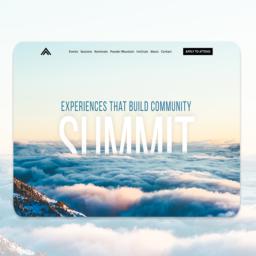 Events Sessions Nominate Powder Mountain Institute About Contact APPLY TO ATTEND
EXPERIENCES THAT BUILD COMMUNITY
SUMMIT